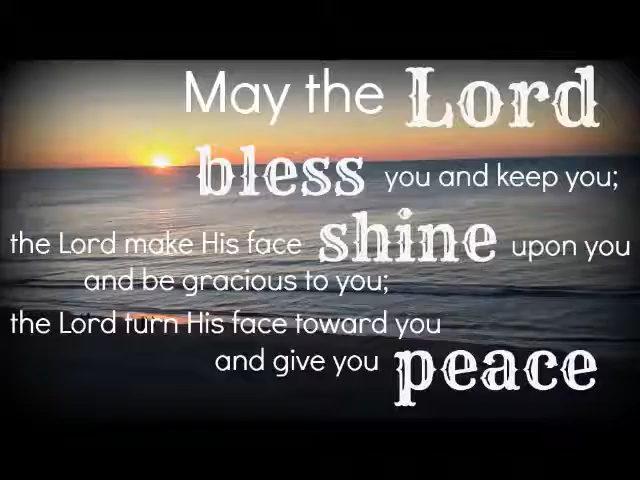 May the Lord
bless you and keep you;
the Lord make His face shine upon you
and be gracious to you;
the Lord turn His face toward you
and give you peace